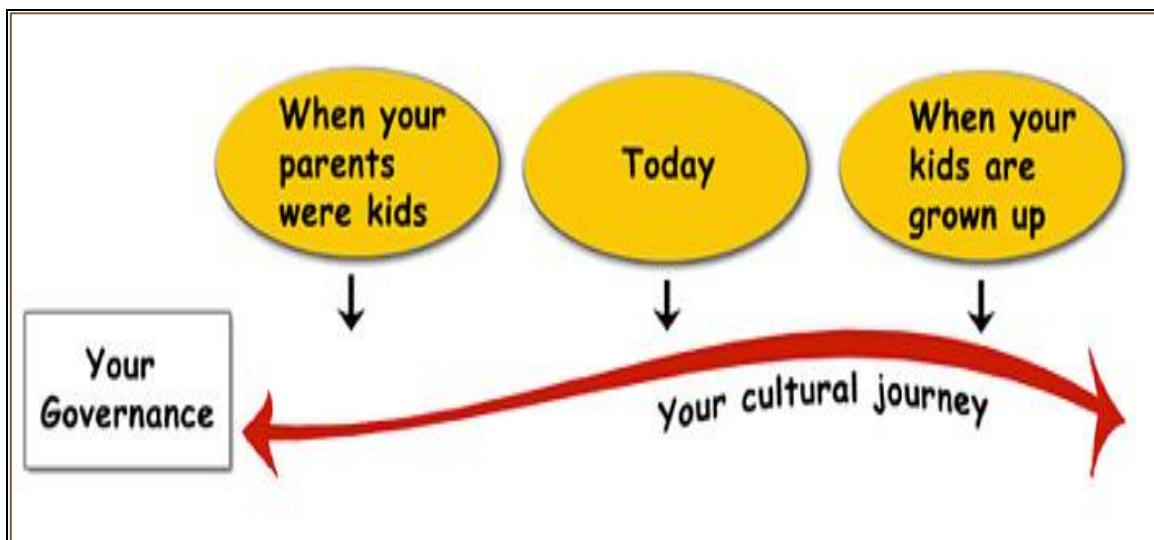 When your
parents
were kids
Today
When your
kids are
grown up
Your
Governance
Your cultural journey